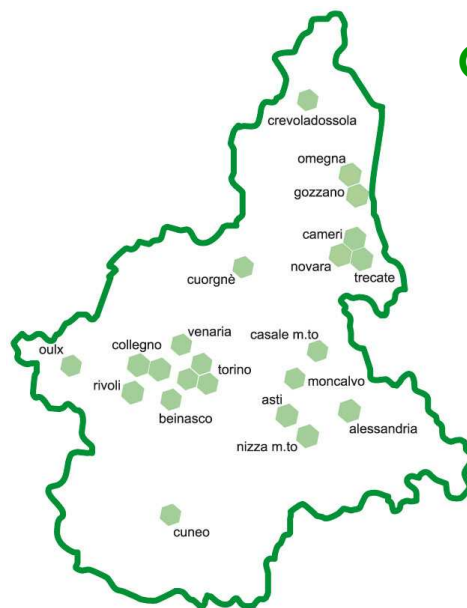 crevoladossola
omegna
gozzano
cameri
novara
trecate
cuorgnè
venaria
casale m.to
oulx
collegno
torino
moncalvo
rivoli
asti
beinasco
alessandria
nizza m.to
cuneo